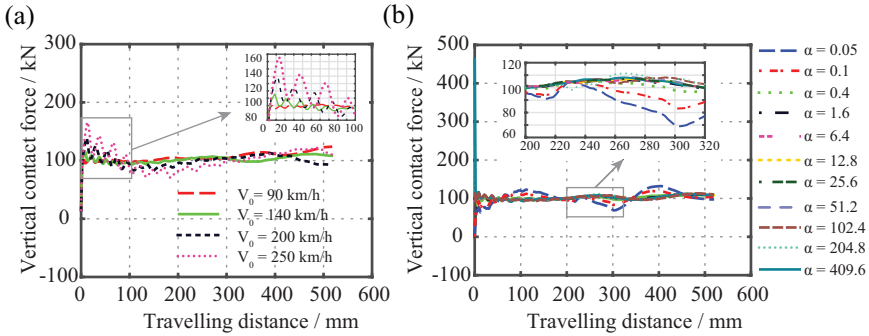 (a)
300
200
100
0
-100
Vertical contact force / kN
0 100 200 300 400 500 600
Travelling distance / mm
160
140
120
100
80
0 20 40 60 80 100
V₀= 90 km/h
V₀= 140 km/h
V₀= 200 km/h
V₀= 250 km/h
(b)
500
400
300
200
100
0
-100
Vertical contact force / kN
0 100 200 300 400 500 600
Travelling distance / mm
120
100
80
60
200 220 240 260 280 300 320
α = 0.05
α = 0.1
α = 0.4
α = 1.6
α = 6.4
α = 12.8
α = 25.6
α = 51.2
α = 102.4
α = 204.8
α = 409.6